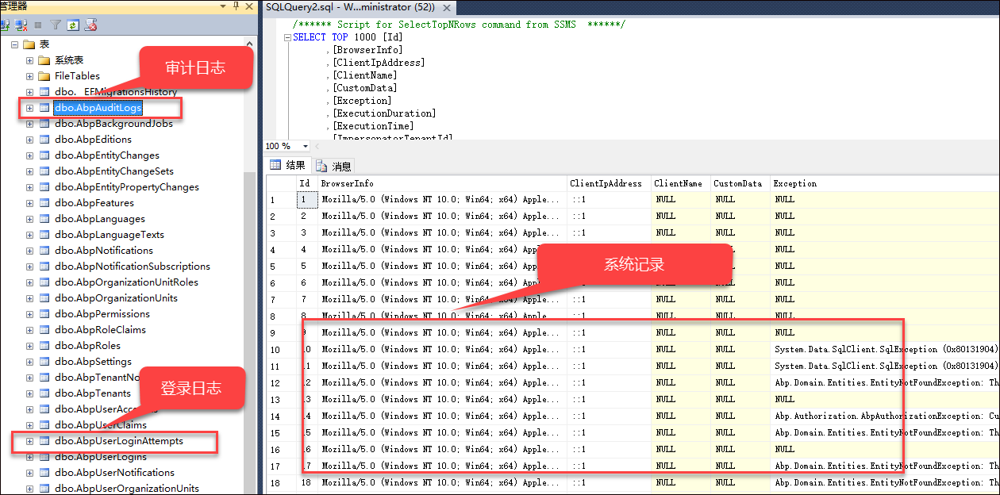 管理器
表
系统表
FileTables
审计日志
dbo.__EFMigrationsHistory
dbo.AbpAuditLogs
dbo.AbpBackgroundJobs
dbo.AbpEditions
dbo.AbpEntityChanges
dbo.AbpEntityChangeSets
dbo.AbpEntityPropertyChanges
dbo.AbpFeatures
dbo.AbpLanguages
dbo.AbpLanguageTexts
dbo.AbpNotifications
dbo.AbpNotificationSubscriptions
dbo.AbpOrganizationUnitRoles
dbo.AbpOrganizationUnits
dbo.AbpPermissions
dbo.AbpRoleClaims
dbo.AbpRoles
dbo.AbpSettings
dbo.AbpTenantNo
dbo.AbpTenants
登录日志
dbo.AbpUserAcc
dbo.AbpUserClaims
dbo.AbpUserLoginAttempts
dbo.AbpUserLogins
dbo.AbpUserNotifications
dbo.AbpUserOrganizationUnits
SQLQuery2.sql - W...ministrator (52))
/****** Script for SelectTopNRows command from SSMS ******/
SELECT TOP 1000 [Id]
,[BrowserInfo]
,[ClientIpAddress]
,[ClientName]
,[CustomData]
,[Exception]
,[ExecutionDuration]
,[ExecutionTime]
,[ImpersonatorTenantId]
100 %
结果 消息
Id BrowserInfo ClientIpAddress ClientName CustomData Exception
1 1 Mozilla/5.0 (Windows NT 10.0; Win64; x64) Apple... ::1 NULL NULL NULL
2 2 Mozilla/5.0 (Windows NT 10.0; Win64; x64) Apple... ::1 NULL NULL NULL
3 3 Mozilla/5.0 (Windows NT 10.0; Win64; x64) Apple... ::1 NULL NULL NULL
4 4 Mozilla/5.0 (Windows NT 10.0; Win64; x64) App NULL
5 5 Mozilla/5.0 (Windows NT 10.0; Win64; x64) App NULL
系统记录
6 6 Mozilla/5.0 (Windows NT 10.0; Win64; x64) App ::1 NULL NULL NULL
7 7 Mozilla/5.0 (Windows NT 10.0; Win64; x64) Apple... ::1 NULL NULL NULL
8 8 Mozilla/5.0 (Windows NT 10.0; Win64; x64) Apple... ::1 NULL NULL NULL
9 9 Mozilla/5.0 (Windows NT 10.0; Win64; x64) Apple... ::1 NULL NULL NULL
10 10 Mozilla/5.0 (Windows NT 10.0; Win64; x64) Apple... ::1 NULL NULL System.Data.SqlClient.SqlException (0x80131904)
11 11 Mozilla/5.0 (Windows NT 10.0; Win64; x64) Apple... ::1 NULL NULL System.Data.SqlClient.SqlException (0x80131904)
12 12 Mozilla/5.0 (Windows NT 10.0; Win64; x64) Apple... ::1 NULL NULL Abp.Domain.Entities.EntityNotFoundException: Th
13 13 Mozilla/5.0 (Windows NT 10.0; Win64; x64) Apple... ::1 NULL NULL NULL
14 14 Mozilla/5.0 (Windows NT 10.0; Win64; x64) Apple... ::1 NULL NULL Abp.Authorization.AbpAuthorizationException: Cu
15 15 Mozilla/5.0 (Windows NT 10.0; Win64; x64) Apple... ::1 NULL NULL Abp.Domain.Entities.EntityNotFoundException: Th
16 16 Mozilla/5.0 (Windows NT 10.0; Win64; x64) Apple... ::1 NULL NULL NULL
17 17 Mozilla/5.0 (Windows NT 10.0; Win64; x64) Apple... ::1 NULL NULL Abp.Domain.Entities.EntityNotFoundException: Th
18 18 Mozilla/5.0 (Windows NT 10.0; Win64; x64) Apple... ::1 NULL NULL Abp.Domain.Entities.EntityNotFoundException: Th